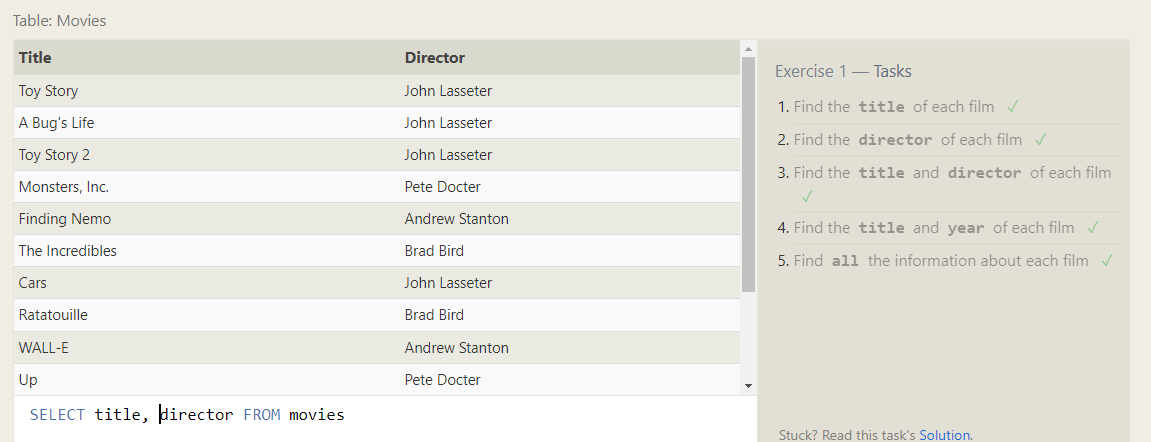 Table: Movies
Title Director
Toy Story John Lasseter
A Bug's Life John Lasseter
Toy Story 2 John Lasseter
Monsters, Inc. Pete Docter
Finding Nemo Andrew Stanton
The Incredibles Brad Bird
Cars John Lasseter
Ratatouille Brad Bird
WALL-E Andrew Stanton
Up Pete Docter
SELECT title, director FROM movies
Exercise 1 — Tasks
1. Find the title of each film ✓
2. Find the director of each film ✓
3. Find the title and director of each film
✓
4. Find the title and year of each film ✓
5. Find all the information about each film ✓
Stuck? Read this task's Solution.